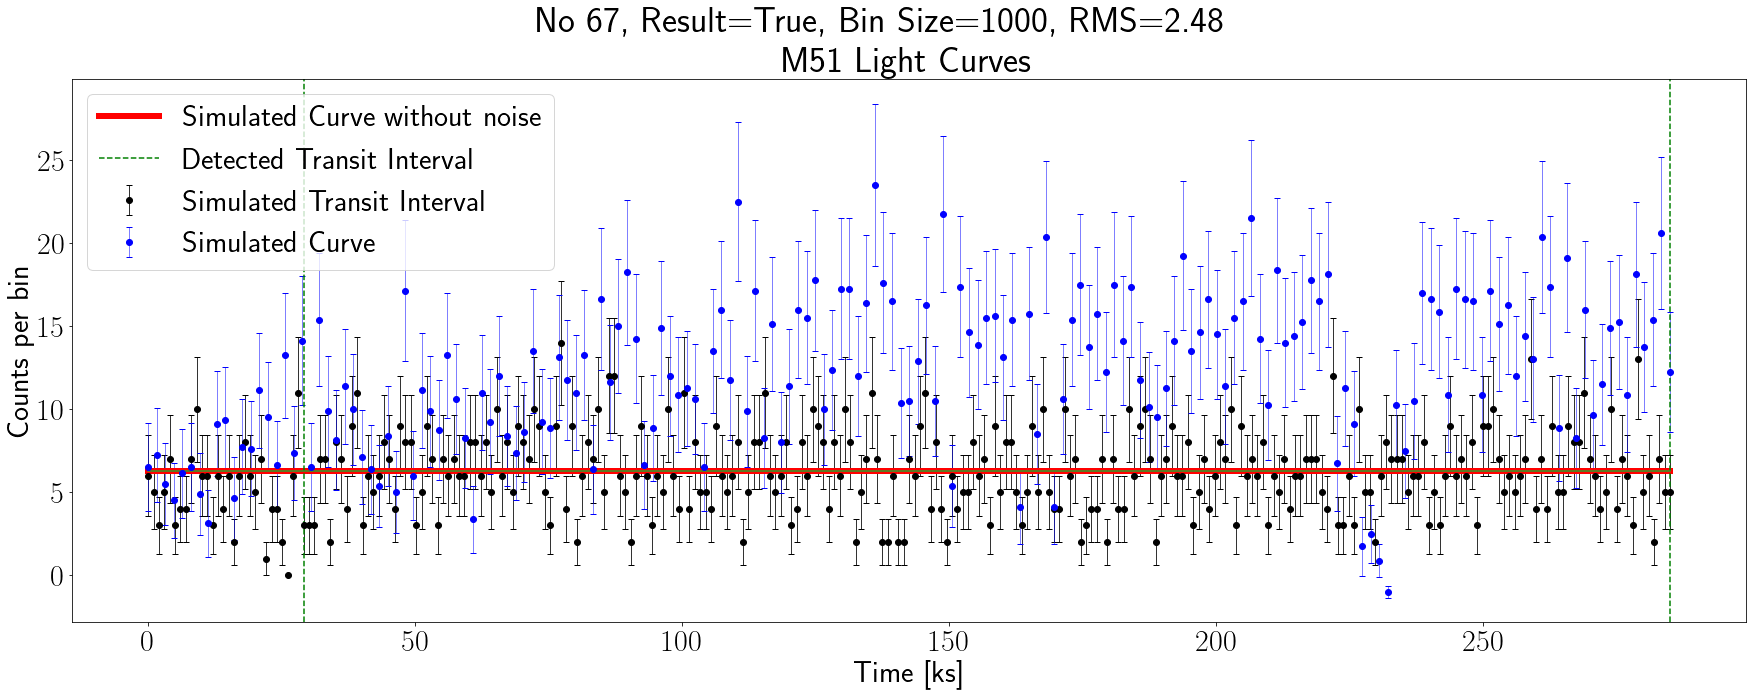 No 67, Result=True, Bin Size=1000, RMS=2.48
M51 Light Curves
Simulated Curve without noise
Detected Transit Interval
Simulated Transit Interval
Simulated Curve
Counts per bin
25
20
15
10
5
0
0 50 100 150 200 250
Time [ks]